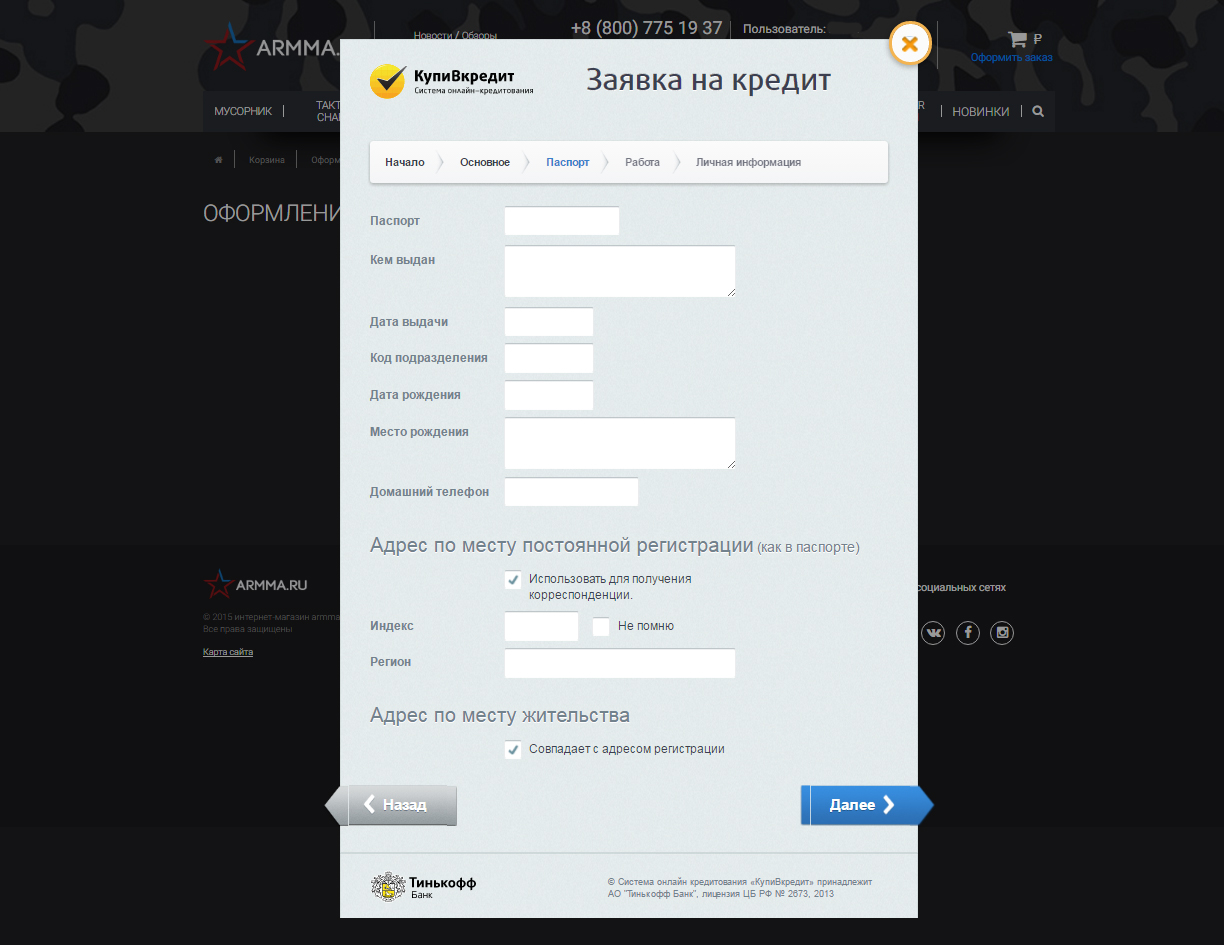 Новости / Обзоры
+8 (800) 775 19 37
Пользователь:
ARMMA.
₽
Оформить заказ
МУСОРНИК
НОВИНКИ
Корзина
ОФОРМЛЕНИ
КупиВкредит
Система онлайн-кредитования
Заявка на кредит
Начало
Основное
Паспорт
Работа
Личная информация
Паспорт
Кем выдан
Дата выдачи
Код подразделения
Дата рождения
Место рождения
Домашний телефон
Адрес по месту постоянной регистрации (как в паспорте)
Использовать для получения
корреспонденции.
Индекс
Не помню
Регион
Адрес по месту жительства
Совпадает с адресом регистрации
Назад
Далее
ARMMA.RU
© 2015 интернет-магазин armma
Все права защищены
Карта сайта
социальных сетях
Тинькофф
Банк
© Система онлайн кредитования «КупиВкредит» принадлежит
АО "Тинькофф Банк", лицензия ЦБ РФ № 2673, 2013